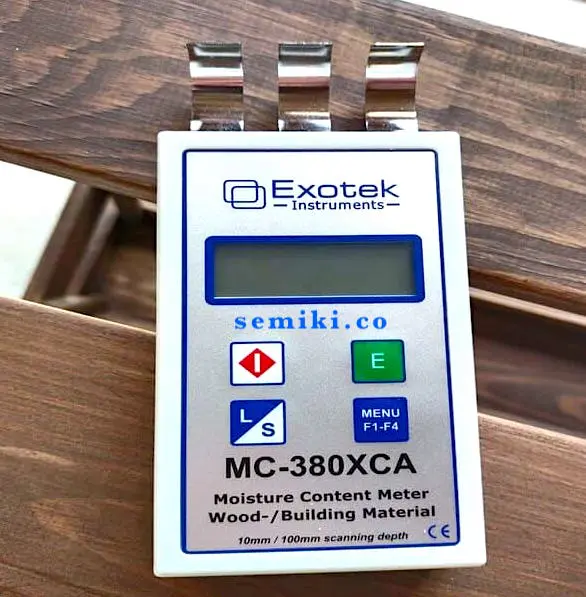 Exotek
Instruments
semiki.co
E
L
S
MENU
F1-F4
MC-380XCA
Moisture Content Meter
Wood-/Building Material
10mm / 100mm scanning depth CE